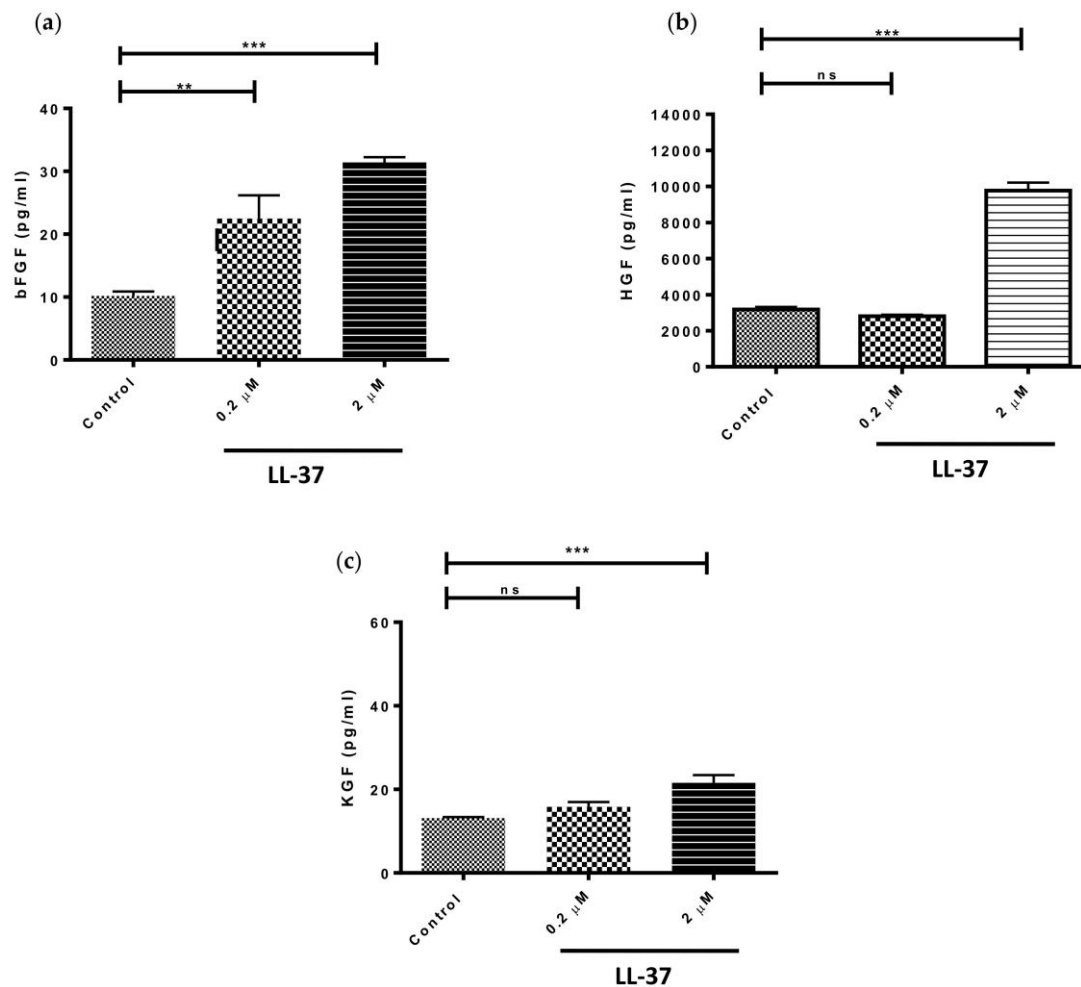 (a)
***
**
40
30
20
10
0
bFGF (pg/ml)
Control
0.2 μM
2 μM
LL-37
(b)
***
ns
14000
12000
10000
8000
6000
4000
2000
0
HGF (pg/ml)
Control
0.2 μM
2 μM
LL-37
(c)
***
ns
60
40
20
0
KGF (pg/ml)
Control
0.2 μM
2 μM
LL-37